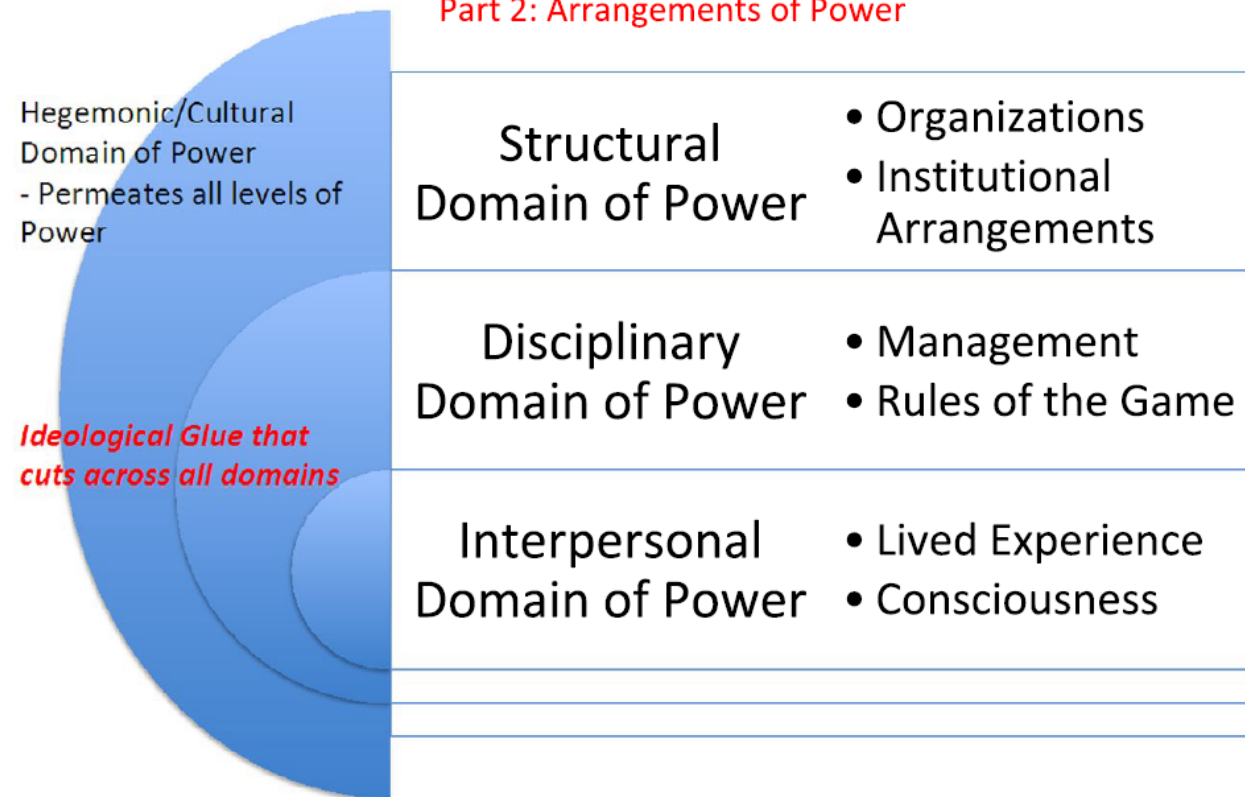 Part 2: Arrangements of Power
Hegemonic/Cultural
Domain of Power
- Permeates all levels of
Power
Ideological Glue that
cuts across all domains
Structural
Domain of Power
• Organizations
• Institutional
Arrangements
Disciplinary
Domain of Power
• Management
• Rules of the Game
Interpersonal
Domain of Power
• Lived Experience
• Consciousness